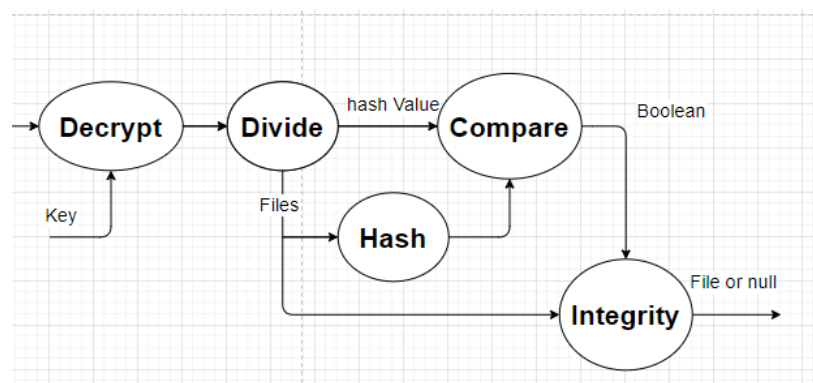 hash Value
Boolean
Decrypt
Divide
Compare
Key
Files
Hash
File or null
Integrity